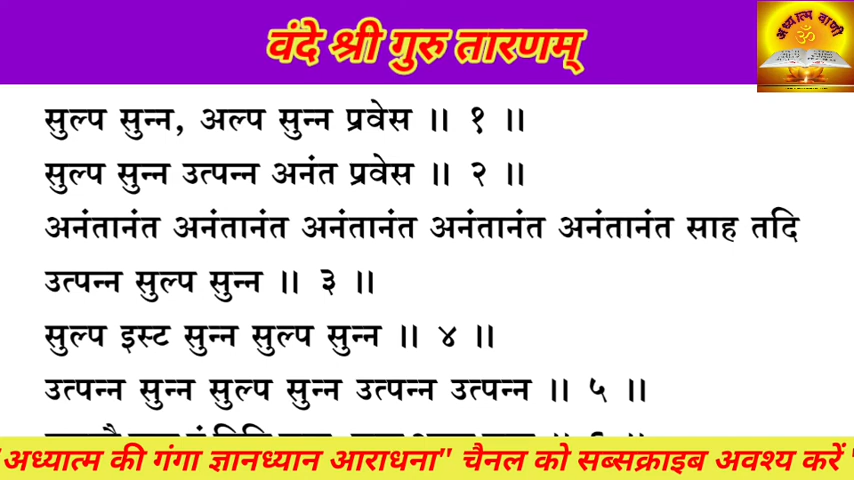 वंदे श्री गुरु तारणम्
अध्यात्म वाणी
सुल्प सुन्न, अल्प सुन्न प्रवेस ॥ १ ॥
सुल्प सुन्न उत्पन्न अनंत प्रवेस ॥ २ ॥
अनंतानंत अनंतानंत अनंतानंत अनंतानंत अनंतानंत साह तदि
उत्पन्न सुल्प सुन्न ॥ ३ ॥
सुल्प इस्ट सुन्न सुल्प सुन्न ॥ ४ ॥
उत्पन्न सुन्न सुल्प सुन्न उत्पन्न उत्पन्न ॥ ५ ॥
"अध्यात्म की गंगा ज्ञानध्यान आराधना" चैनल को सब्सक्राइब अवश्य करें "